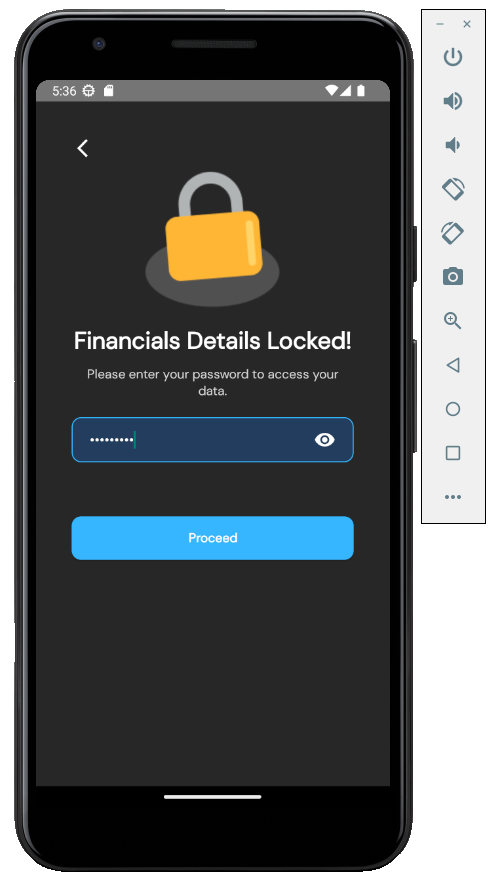 5:36
Financials Details Locked!
Please enter your password to access your
data.
•••••••••
Proceed